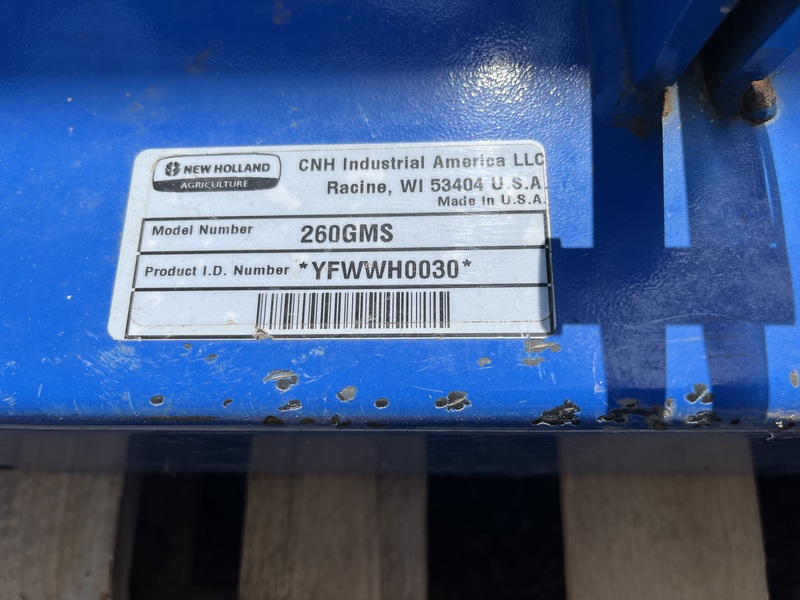 NEW HOLLAND
AGRICULTURE
CNH Industrial America LLC
Racine, WI 53404 U.S.A.
Made In U.S.A.
Model Number 260GMS
Product I.D. Number *YFWWH0030*